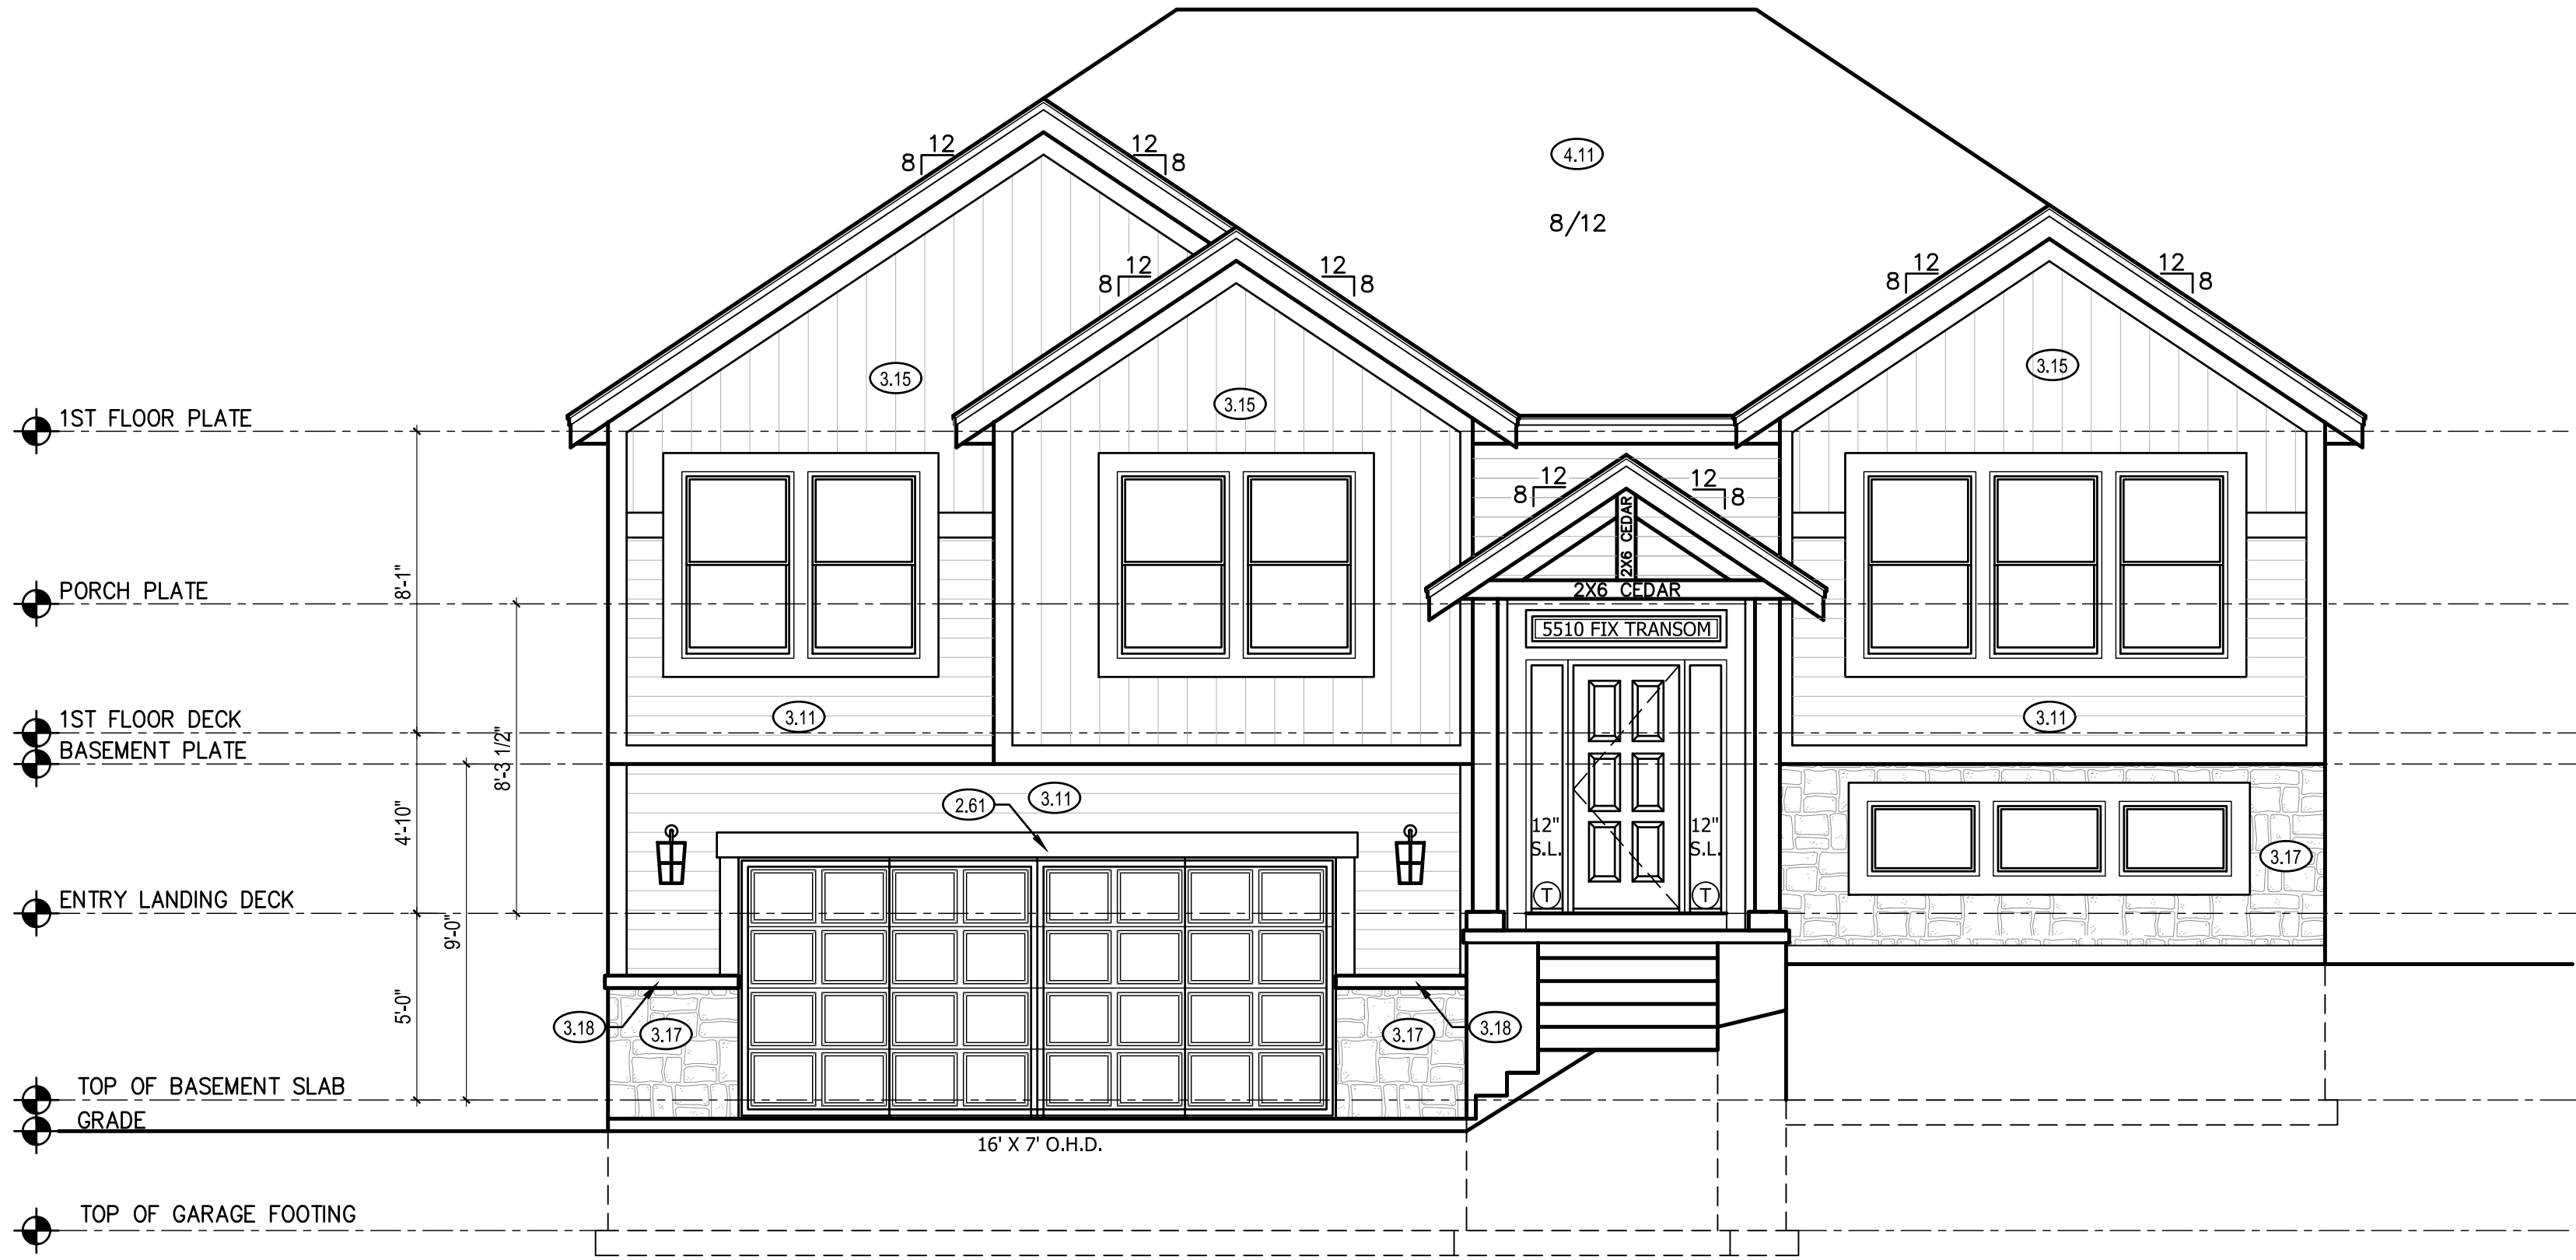 12
8
12
8
4.11
8/12
12
8
12
8
12
8
12
8
3.15
3.15
3.15
1ST FLOOR PLATE
12
8
12
8
2X6 CEDAR
8'-1"
PORCH PLATE
2X6 CEDAR
5510 FIX TRANSOM
1ST FLOOR DECK
3.11
3.11
BASEMENT PLATE
8'-3 1/2"
2.61
3.11
4'-10"
12"
S.L.
12"
S.L.
3.17
ENTRY LANDING DECK
T
T
9'-0"
5'-0"
3.18
3.17
3.17
3.18
TOP OF BASEMENT SLAB
GRADE
16' X 7' O.H.D.
TOP OF GARAGE FOOTING